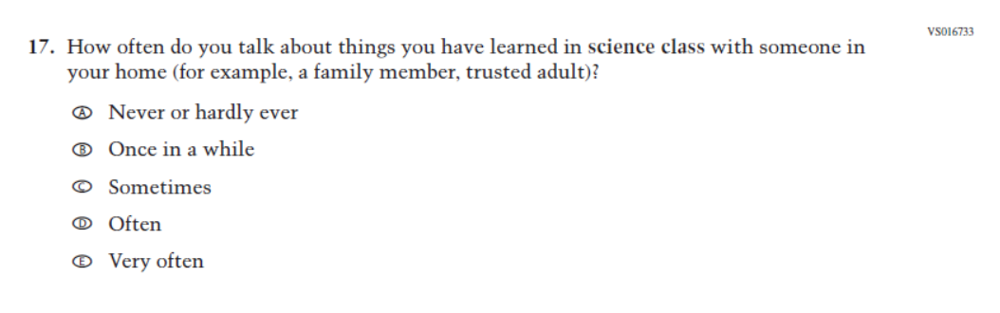 VS016733
17. How often do you talk about things you have learned in science class with someone in
your home (for example, a family member, trusted adult)?
Ⓐ Never or hardly ever
Ⓑ Once in a while
Ⓒ Sometimes
Ⓓ Often
Ⓔ Very often